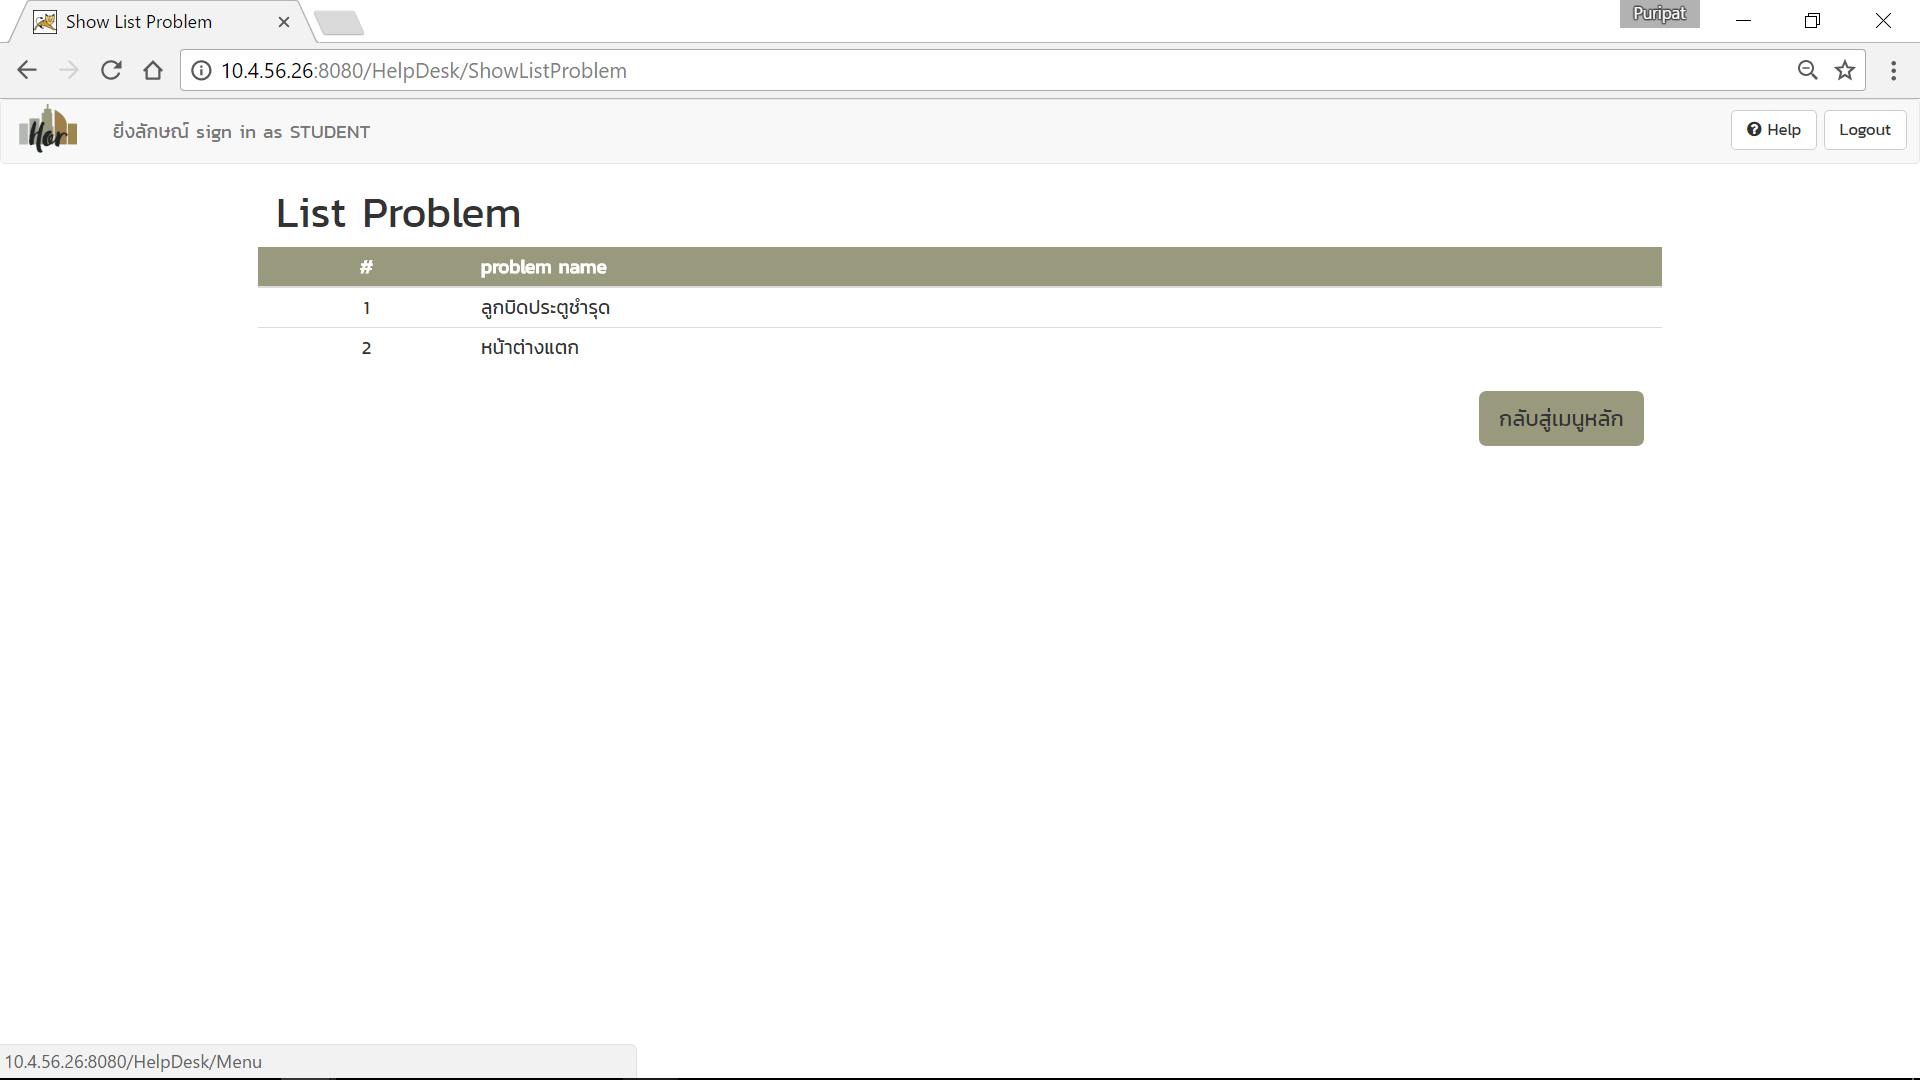 Show List Problem
Puripat
10.4.56.26:8080/HelpDesk/ShowListProblem
Hor
ยิ่งลักษณ์ sign in as STUDENT
Help
Logout
List Problem
# problem name
1 ลูกบิดประตูชำรุด
2 หน้าต่างแตก
กลับสู่เมนูหลัก
10.4.56.26:8080/HelpDesk/Menu